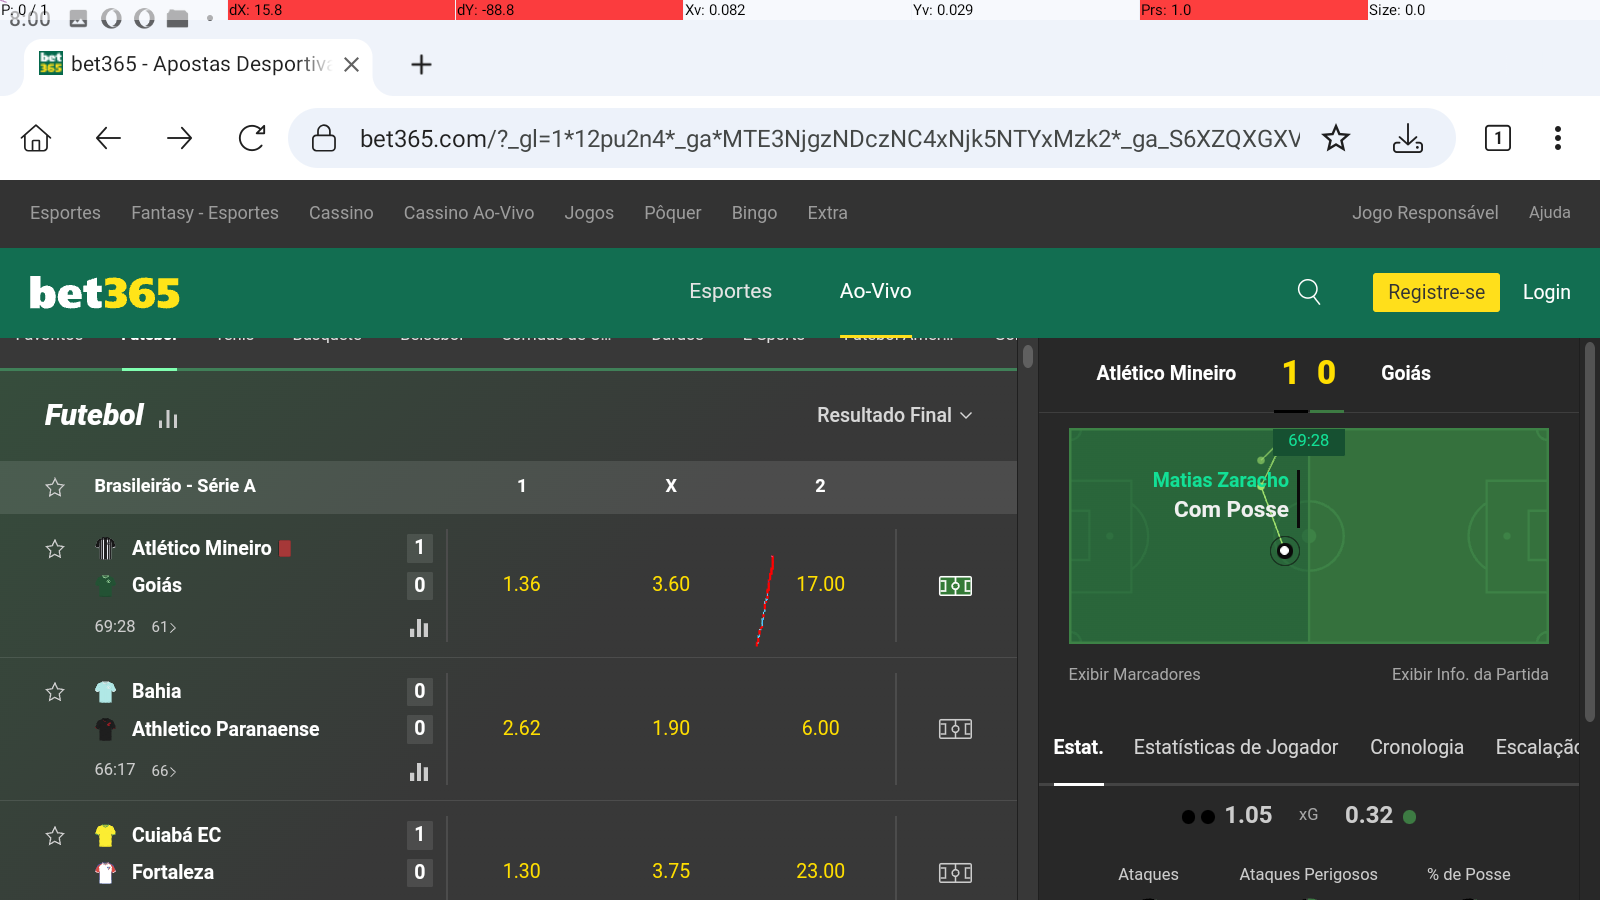 P: 0 / 1
dX: 15.8
dY: -88.8
Xv: 0.082
Yv: 0.029
Prs: 1.0
Size: 0.0
8:00
bet365 - Apostas Desportiva
bet365.com/?_gl=1*12pu2n4*_ga*MTE3NjgzNDczNC4xNjk5NTYxMzk2*_ga_S6XZQXGXV
1
Esportes
Fantasy - Esportes
Cassino
Cassino Ao-Vivo
Jogos
Pôquer
Bingo
Extra
Jogo Responsável
Ajuda
bet365
Esportes
Ao-Vivo
Registre-se
Login
Futebol
Resultado Final
Brasileirão - Série A
1
X
2
Atlético Mineiro
1
Goiás
0
1.36
3.60
17.00
69:28
61
Bahia
0
Athletico Paranaense
0
2.62
1.90
6.00
66:17
66
Cuiabá EC
1
Fortaleza
0
1.30
3.75
23.00
Atlético Mineiro
1 0
Goiás
69:28
Matias Zaracho
Com Posse
Exibir Marcadores
Exibir Info. da Partida
Estat.
Estatísticas de Jogador
Cronologia
Escalação
1.05
xG
0.32
Ataques
Ataques Perigosos
% de Posse